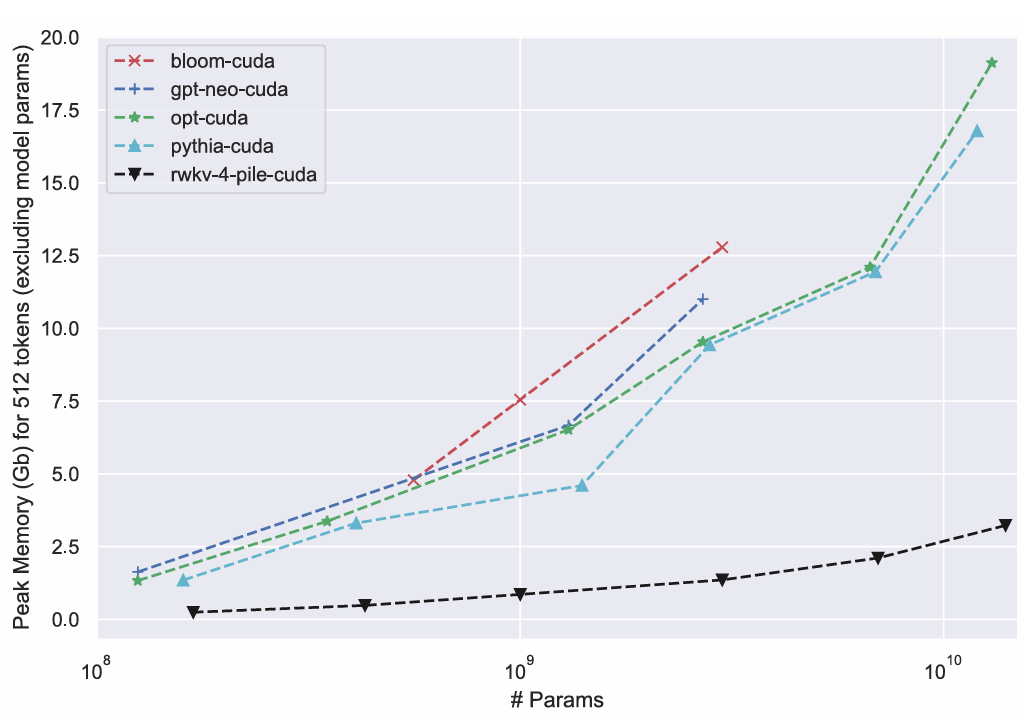 Peak Memory (Gb) for 512 tokens (excluding model params)
20.0
17.5
15.0
12.5
10.0
7.5
5.0
2.5
0.0
bloom-cuda
gpt-neo-cuda
opt-cuda
pythia-cuda
rwkv-4-pile-cuda
10^8
10^9
10^10
# Params